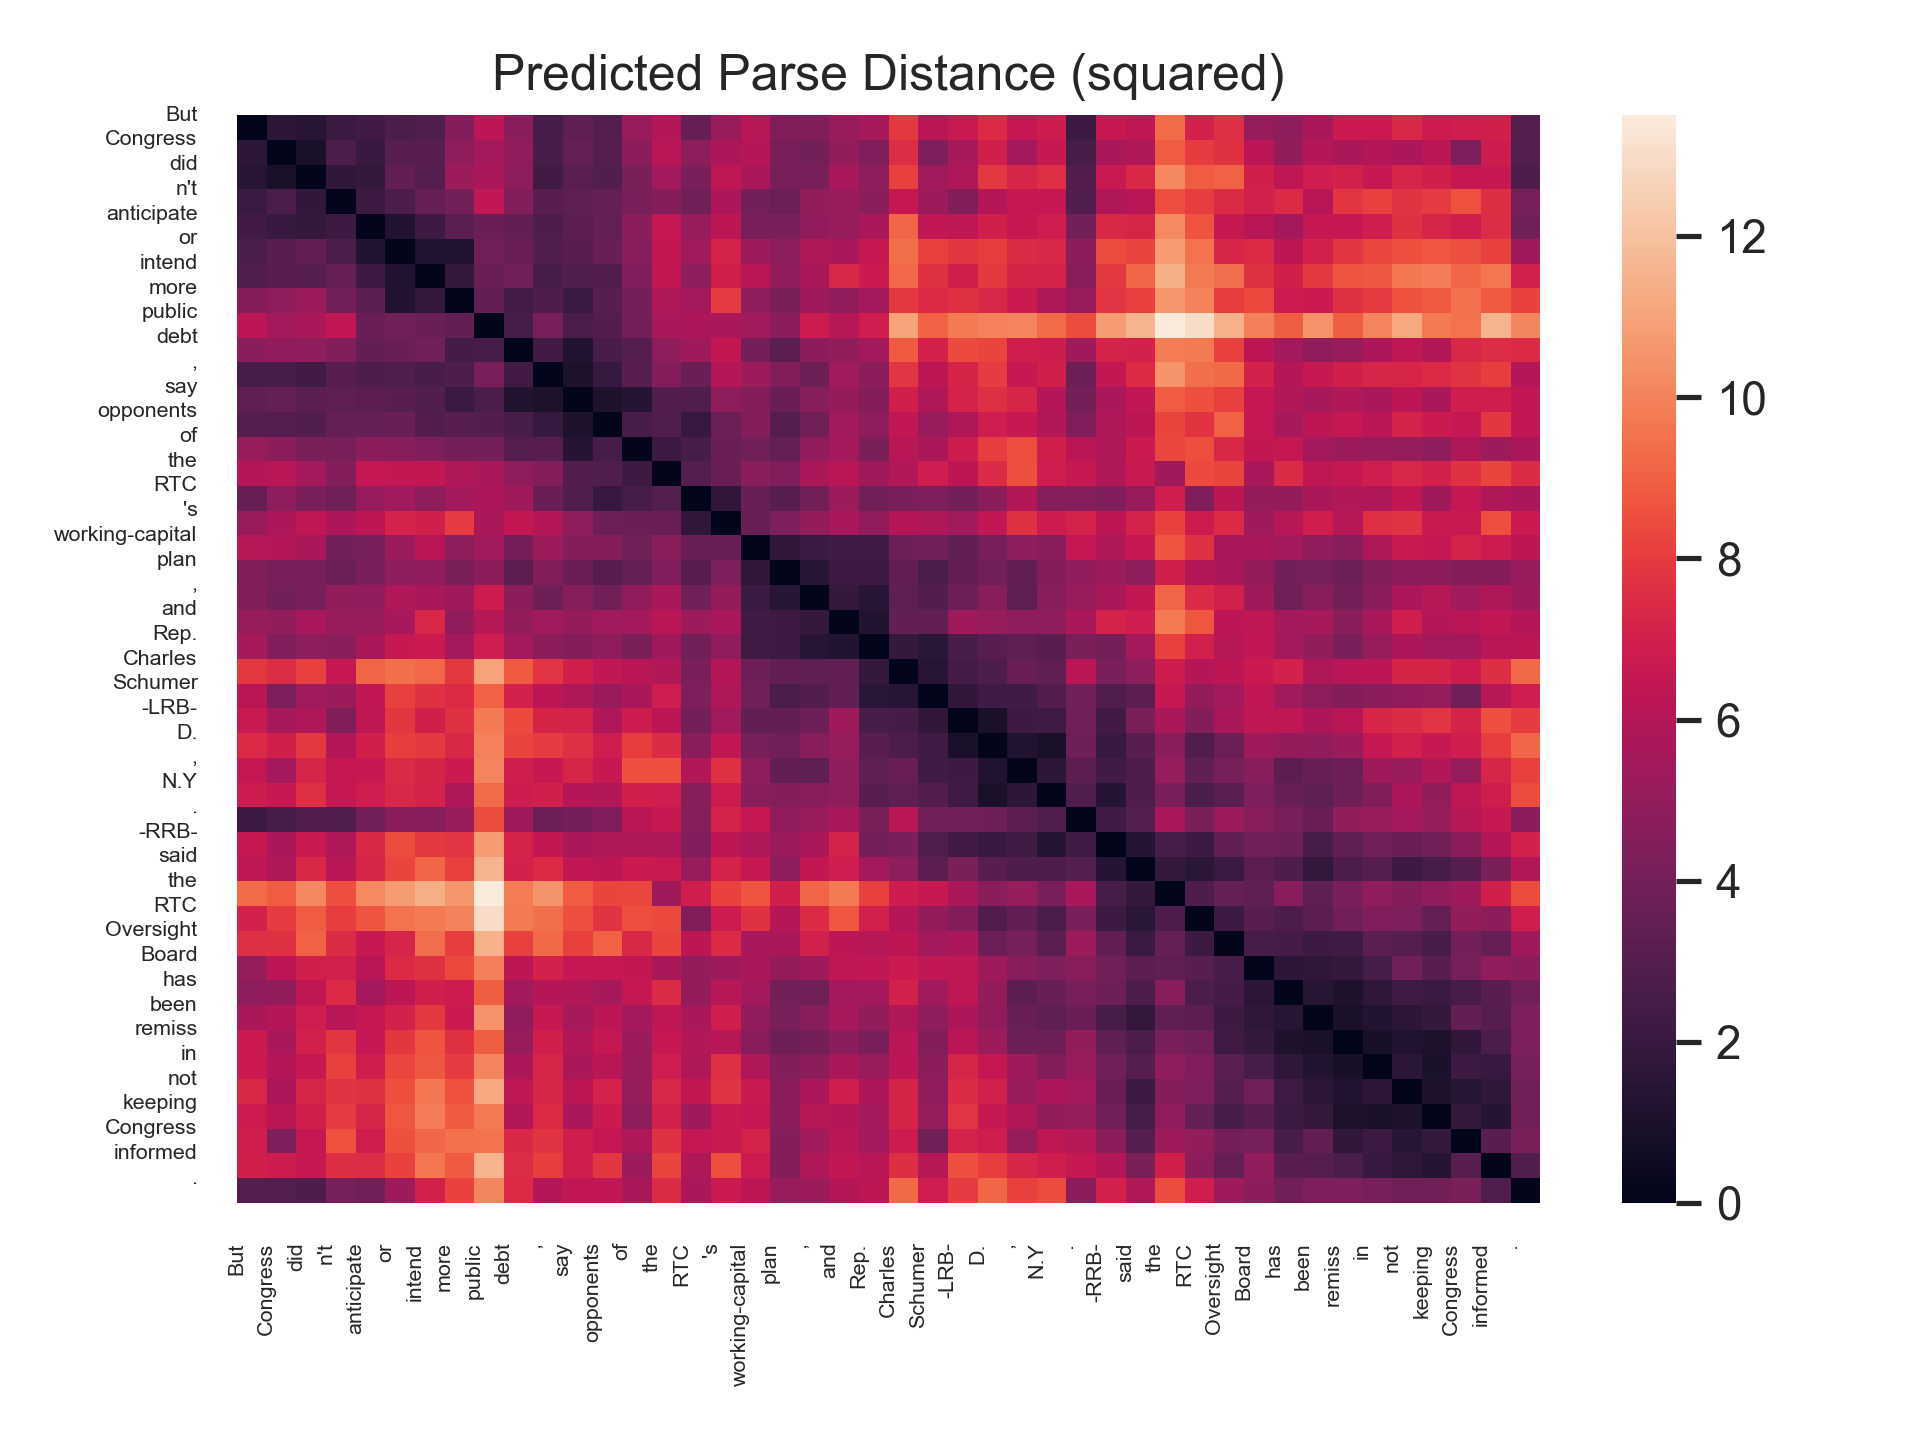 Predicted Parse Distance (squared)
But
Congress
did
n't
anticipate
or
intend
more
public
debt
,
say
opponents
of
the
RTC
's
working-capital
plan
,
and
Rep.
Charles
Schumer
-LRB-
D.
,
N.Y
.
-RRB-
said
the
RTC
Oversight
Board
has
been
remiss
in
not
keeping
Congress
informed
.
12
10
8
6
4
2
0
But
Congress
did
n't
anticipate
or
intend
more
public
debt
,
say
opponents
of
the
RTC
's
working-capital
plan
,
and
Rep.
Charles
Schumer
-LRB-
D.
,
N.Y
.
-RRB-
said
the
RTC
Oversight
Board
has
been
remiss
in
not
keeping
Congress
informed
.